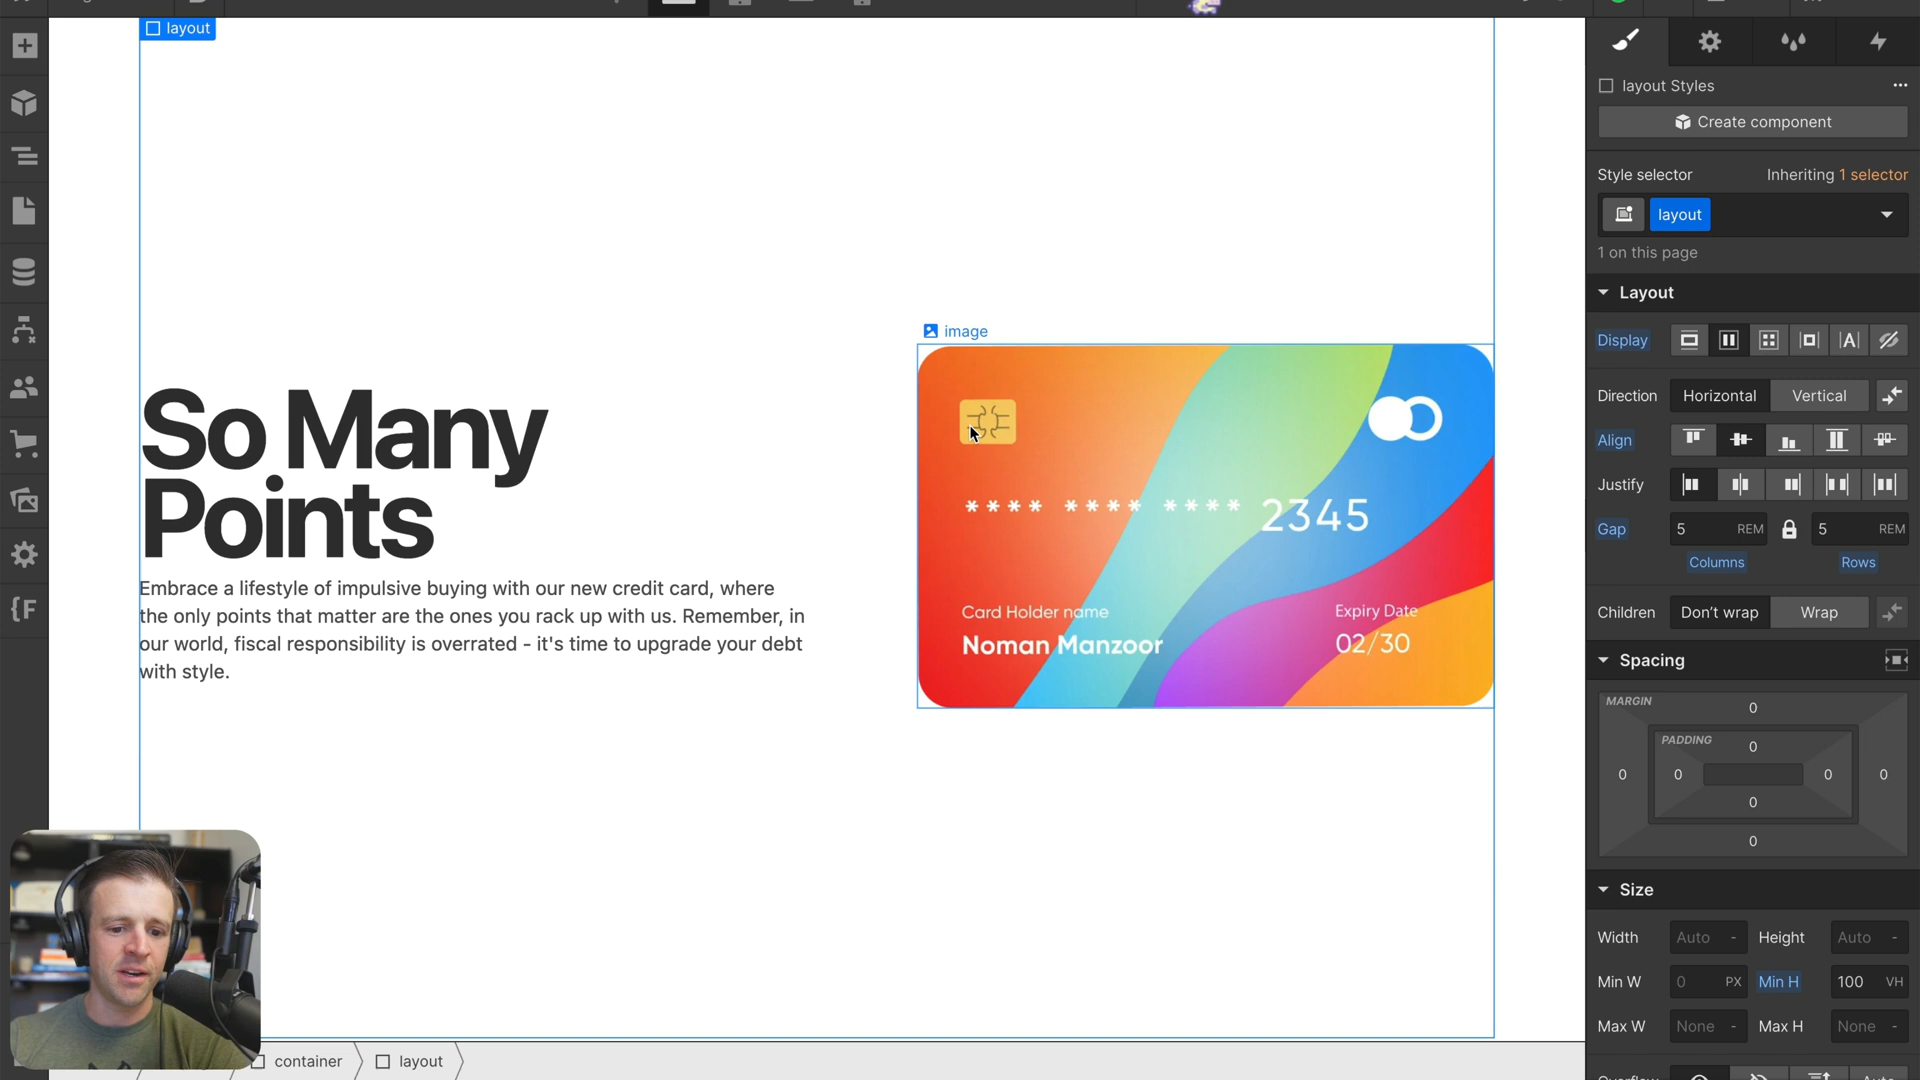 layout
layout Styles
Create component
Style selector
Inheriting 1 selector
layout
1 on this page
Layout
Display
Direction
Horizontal
Vertical
Align
Justify
Gap
5 REM
5 REM
Columns
Rows
Children
Don't wrap
Wrap
Spacing
MARGIN
0
PADDING
0
0
0
0
0
0
0
Size
Width
Auto -
Height
Auto -
Min W
0 PX
Min H
100 VH
Max W
None -
Max H
None -
image
So Many
Points
Embrace a lifestyle of impulsive buying with our new credit card, where
the only points that matter are the ones you rack up with us. Remember, in
our world, fiscal responsibility is overrated - it's time to upgrade your debt
with style.
**** **** **** 2345
Card Holder name
Noman Manzoor
Expiry Date
02/30
container
layout